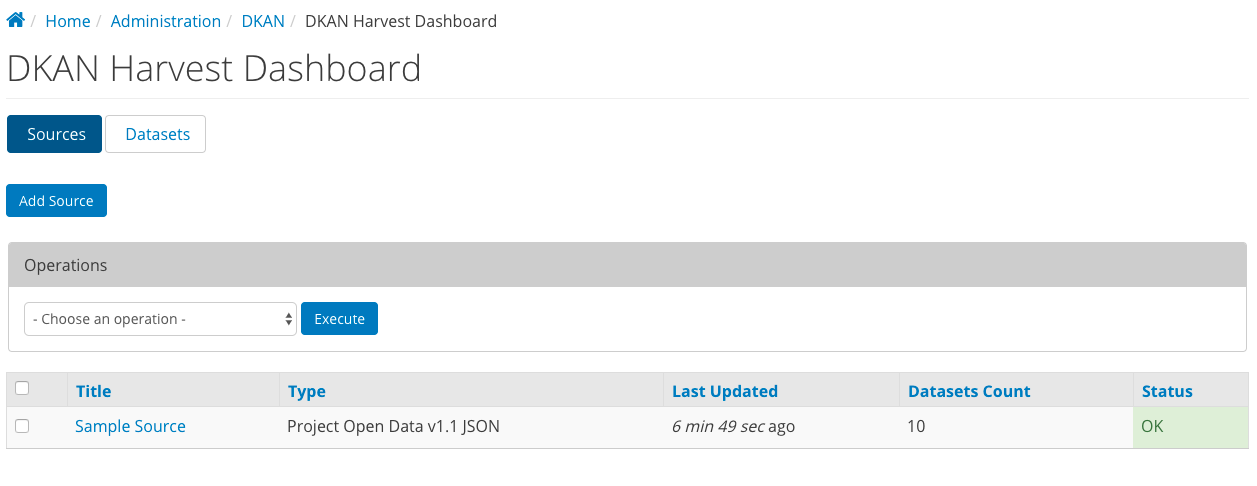 / Home / Administration / DKAN / DKAN Harvest Dashboard
DKAN Harvest Dashboard
Sources Datasets
Add Source
Operations
- Choose an operation - Execute
Title Type Last Updated Datasets Count Status
Sample Source Project Open Data v1.1 JSON 6 min 49 sec ago 10 OK